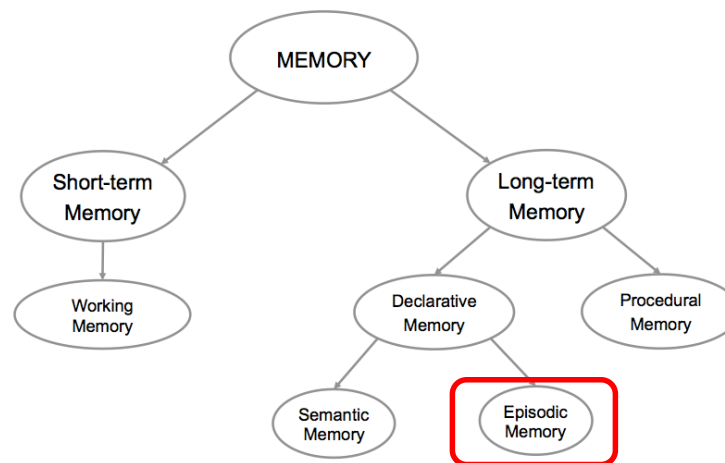 MEMORY
Short-term
Memory
Long-term
Memory
Working
Memory
Declarative
Memory
Procedural
Memory
Semantic
Memory
Episodic
Memory